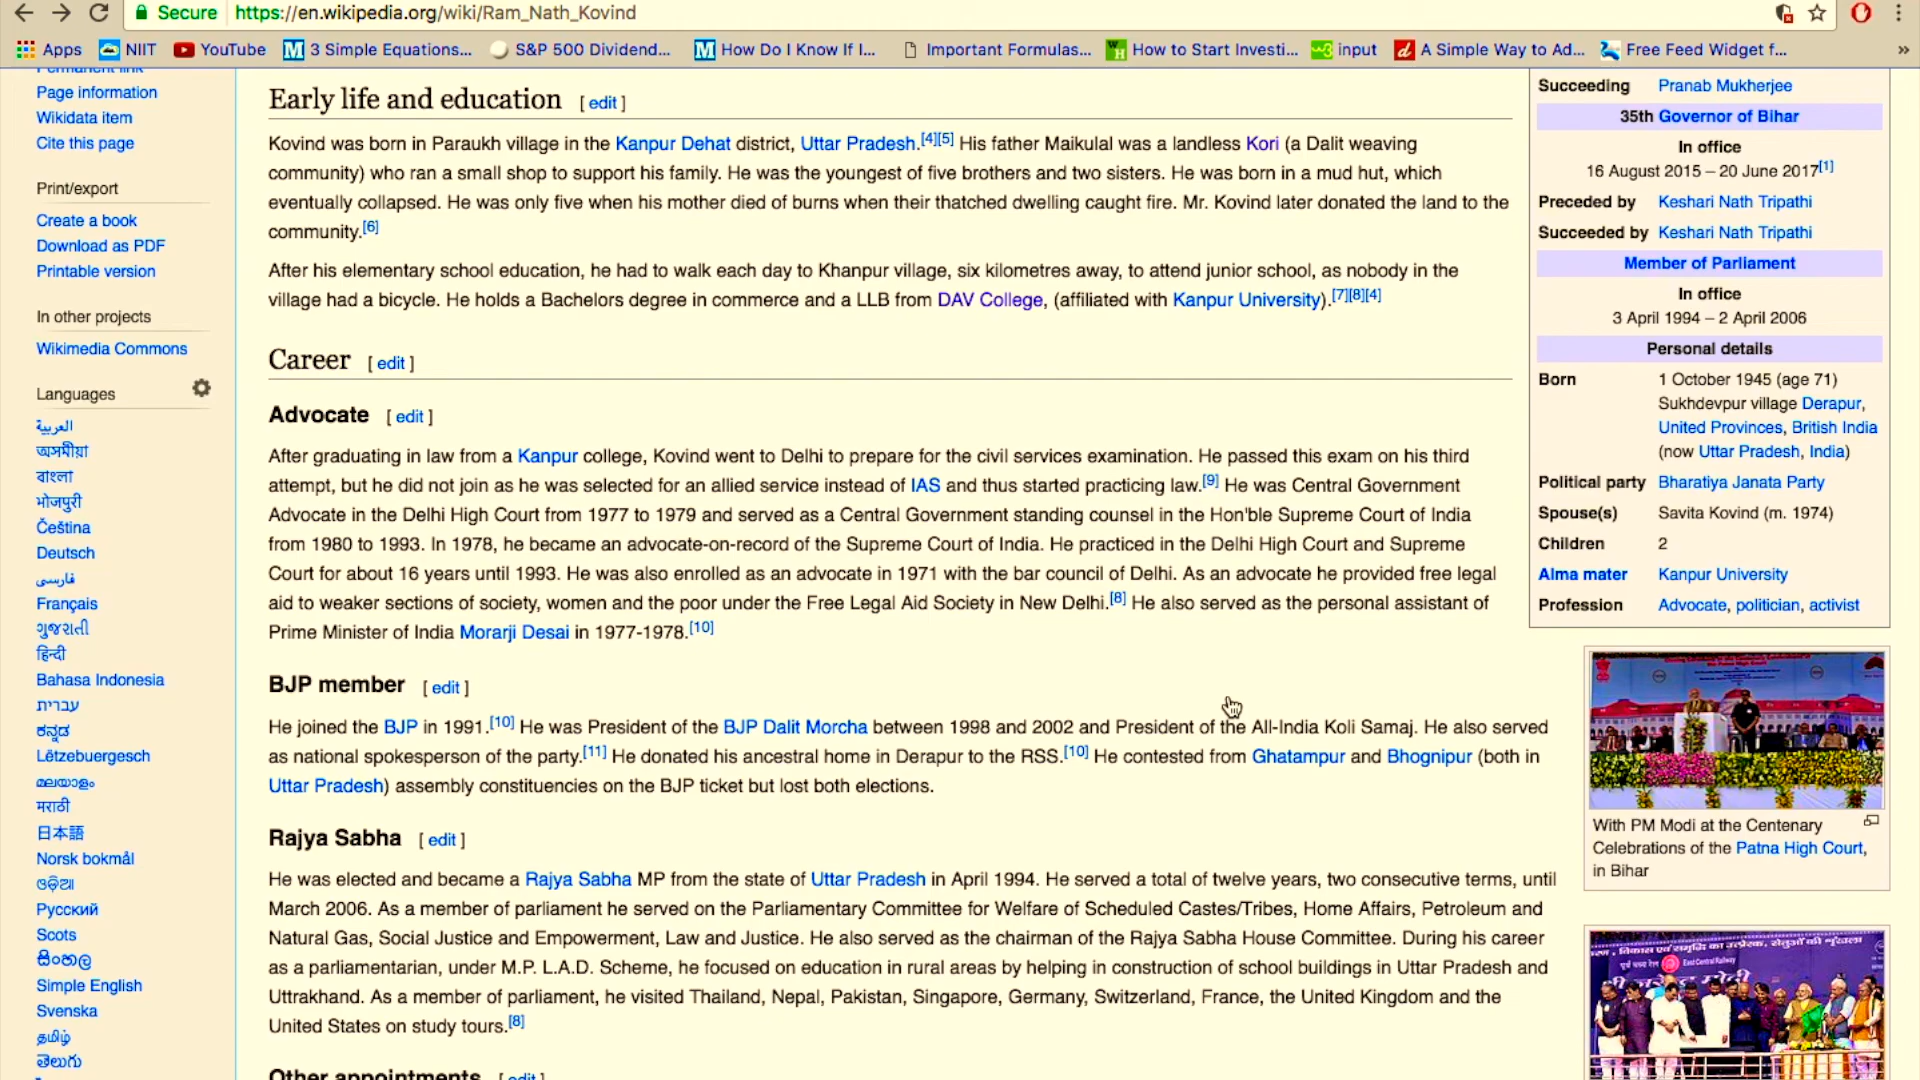 Secure https://en.wikipedia.org/wiki/Ram_Nath_Kovind
Apps NIIT YouTube 3 Simple Equations... S&P 500 Dividend... How Do I Know If I... Important Formulas... How to Start Investi... input A Simple Way to Ad... Free Feed Widget f... »
Permanent link
Page information
Wikidata item
Cite this page
Print/export
Create a book
Download as PDF
Printable version
In other projects
Wikimedia Commons
Languages
العربية
অসমীয়া
বাংলা
भोजपुरी
Čeština
Deutsch
فارسی
Français
ગુજરાતી
हिन्दी
Bahasa Indonesia
עברית
ಕನ್ನಡ
Lëtzebuergesch
മലയാളം
मराठी
日本語
Norsk bokmål
ଓଡ଼ିଆ
Русский
Scots
සිංහල
Simple English
Svenska
தமிழ்
తెలుగు
Early life and education [ edit ]
Kovind was born in Paraukh village in the Kanpur Dehat district, Uttar Pradesh.[4][5] His father Maikulal was a landless Kori (a Dalit weaving
community) who ran a small shop to support his family. He was the youngest of five brothers and two sisters. He was born in a mud hut, which
eventually collapsed. He was only five when his mother died of burns when their thatched dwelling caught fire. Mr. Kovind later donated the land to the
community.[6]
After his elementary school education, he had to walk each day to Khanpur village, six kilometres away, to attend junior school, as nobody in the
village had a bicycle. He holds a Bachelors degree in commerce and a LLB from DAV College, (affiliated with Kanpur University).[7][8][4]
Career [ edit ]
Advocate [ edit ]
After graduating in law from a Kanpur college, Kovind went to Delhi to prepare for the civil services examination. He passed this exam on his third
attempt, but he did not join as he was selected for an allied service instead of IAS and thus started practicing law.[9] He was Central Government
Advocate in the Delhi High Court from 1977 to 1979 and served as a Central Government standing counsel in the Hon'ble Supreme Court of India
from 1980 to 1993. In 1978, he became an advocate-on-record of the Supreme Court of India. He practiced in the Delhi High Court and Supreme
Court for about 16 years until 1993. He was also enrolled as an advocate in 1971 with the bar council of Delhi. As an advocate he provided free legal
aid to weaker sections of society, women and the poor under the Free Legal Aid Society in New Delhi.[8] He also served as the personal assistant of
Prime Minister of India Morarji Desai in 1977-1978.[10]
BJP member [ edit ]
He joined the BJP in 1991.[10] He was President of the BJP Dalit Morcha between 1998 and 2002 and President of the All-India Koli Samaj. He also served
as national spokesperson of the party.[11] He donated his ancestral home in Derapur to the RSS.[10] He contested from Ghatampur and Bhognipur (both in
Uttar Pradesh) assembly constituencies on the BJP ticket but lost both elections.
Rajya Sabha [ edit ]
He was elected and became a Rajya Sabha MP from the state of Uttar Pradesh in April 1994. He served a total of twelve years, two consecutive terms, until
March 2006. As a member of parliament he served on the Parliamentary Committee for Welfare of Scheduled Castes/Tribes, Home Affairs, Petroleum and
Natural Gas, Social Justice and Empowerment, Law and Justice. He also served as the chairman of the Rajya Sabha House Committee. During his career
as a parliamentarian, under M.P. L.A.D. Scheme, he focused on education in rural areas by helping in construction of school buildings in Uttar Pradesh and
Uttrakhand. As a member of parliament, he visited Thailand, Nepal, Pakistan, Singapore, Germany, Switzerland, France, the United Kingdom and the
United States on study tours.[8]
Other appointments [ edit ]
Succeeding Pranab Mukherjee
35th Governor of Bihar
In office
16 August 2015 – 20 June 2017[1]
Preceded by Keshari Nath Tripathi
Succeeded by Keshari Nath Tripathi
Member of Parliament
In office
3 April 1994 – 2 April 2006
Personal details
Born 1 October 1945 (age 71)
Sukhdevpur village Derapur,
United Provinces, British India
(now Uttar Pradesh, India)
Political party Bharatiya Janata Party
Spouse(s) Savita Kovind (m. 1974)
Children 2
Alma mater Kanpur University
Profession Advocate, politician, activist
With PM Modi at the Centenary
Celebrations of the Patna High Court,
in Bihar
East Central Railway